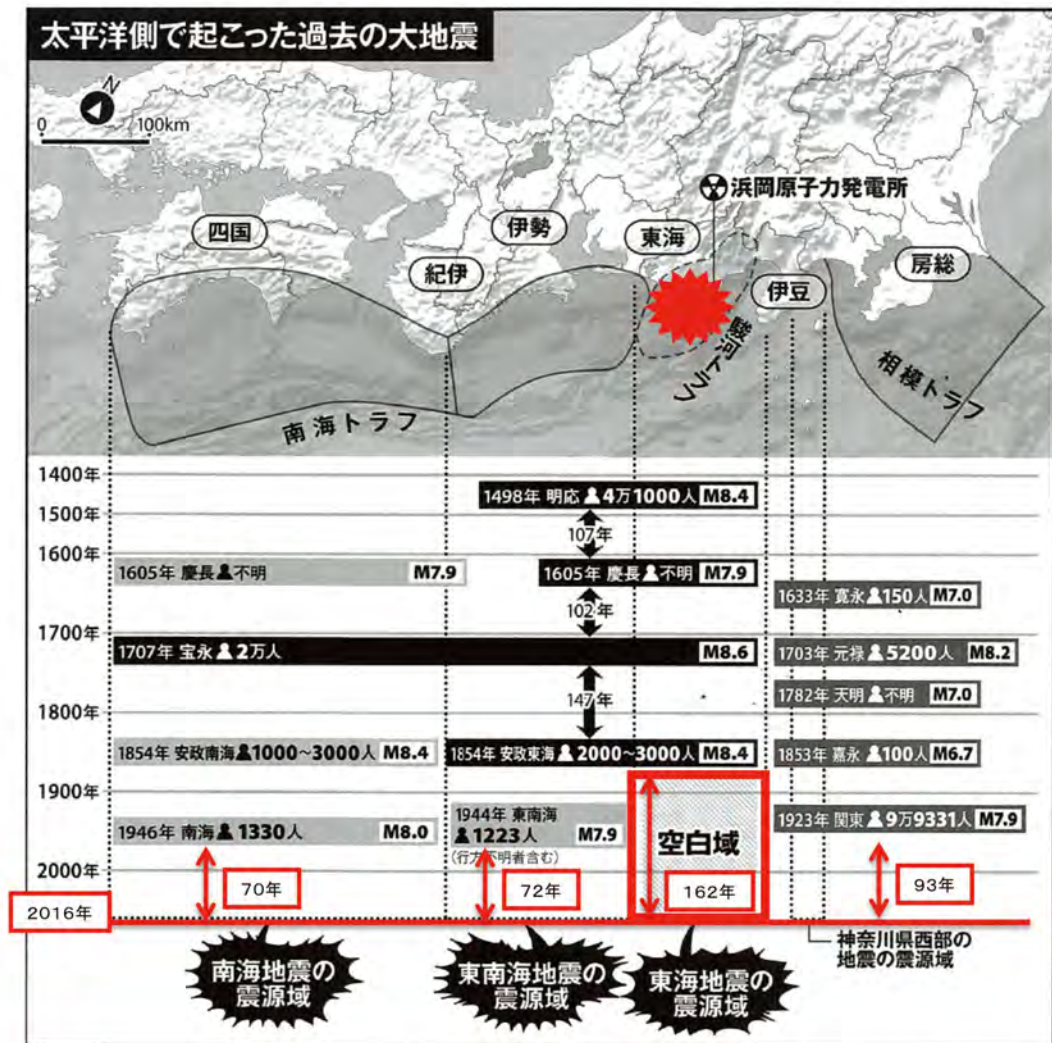 太平洋側で起こった過去の大地震
N
0 100km
浜岡原子力発電所
四国
紀伊
伊勢
東海
伊豆
房総
南海トラフ
駿河トラフ
相模トラフ
1400年
1498年 明応 4万1000人 M8.4
1500年
107年
1600年
1605年 慶長 不明 M7.9
1605年 慶長 不明 M7.9
1633年 寛永 150人 M7.0
102年
1700年
1707年 宝永 2万人 M8.6
1703年 元禄 5200人 M8.2
147年
1782年 天明 不明 M7.0
1800年
1854年 安政南海 1000~3000人 M8.4
1854年 安政東海 2000~3000人 M8.4
1853年 嘉永 100人 M6.7
1900年
1946年 南海 1330人 M8.0
1944年 東南海
1223人 M7.9
(行方不明者含む)
空白域
1923年 関東 9万9331人 M7.9
2000年
70年
72年
162年
93年
2016年
南海地震の
震源域
東南海地震の
震源域
東海地震の
震源域
神奈川県西部の
地震の震源域